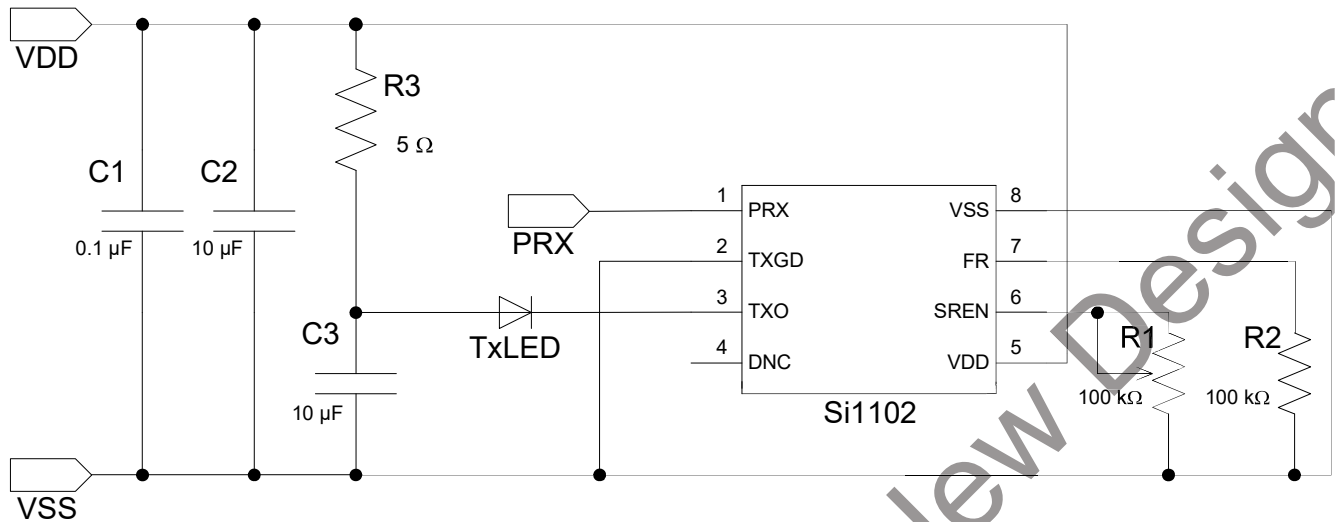 VDD
R3
5 Ω
C1
C2
0.1 µF
10 µF
PRX
1
PRX
2
TXGD
3
TXO
4
DNC
VSS
8
FR
7
SREN
6
VDD
5
Si1102
C3
10 µF
TxLED
R1
100 kΩ
R2
100 kΩ
VSS
New Design